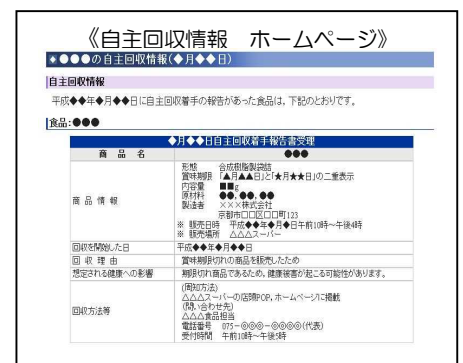 《自主回収情報　ホームページ》
◆●●●の自主回収情報(◆月◆◆日)
自主回収情報
平成◆◆年◆月◆◆日に自主回収着手の報告があった食品は、下記のとおりです。
食品:●●●
◆月◆◆日自主回収着手報告書受理
商　品　名　●●●
商 品 情 報
形態　合成樹脂製袋詰
賞味期限　「▲月▲▲日」と「★月★★日」の二重表示
内容量　■■g
原材料　●●, ●●, ●●
製造者　×××株式会社
京都市□□区□□町123
※ 販売日時　平成◆◆年◆月◆日午前10時～午後4時
※ 販売場所　△△△スーパー
回収を開始した日　平成◆◆年◆月◆◆日
回 収 理 由　賞味期限切れの商品を販売したため
想定される健康への影響　期限切れ商品であるため, 健康被害が起こる可能性があります。
回収方法等
(周知方法)
△△△スーパーの店頭POP, ホームページに掲載
(問い合わせ先)
△△△食品担当
電話番号　075-◎◎◎-◎◎◎◎(代表)
受付時間　午前10時～午後5時